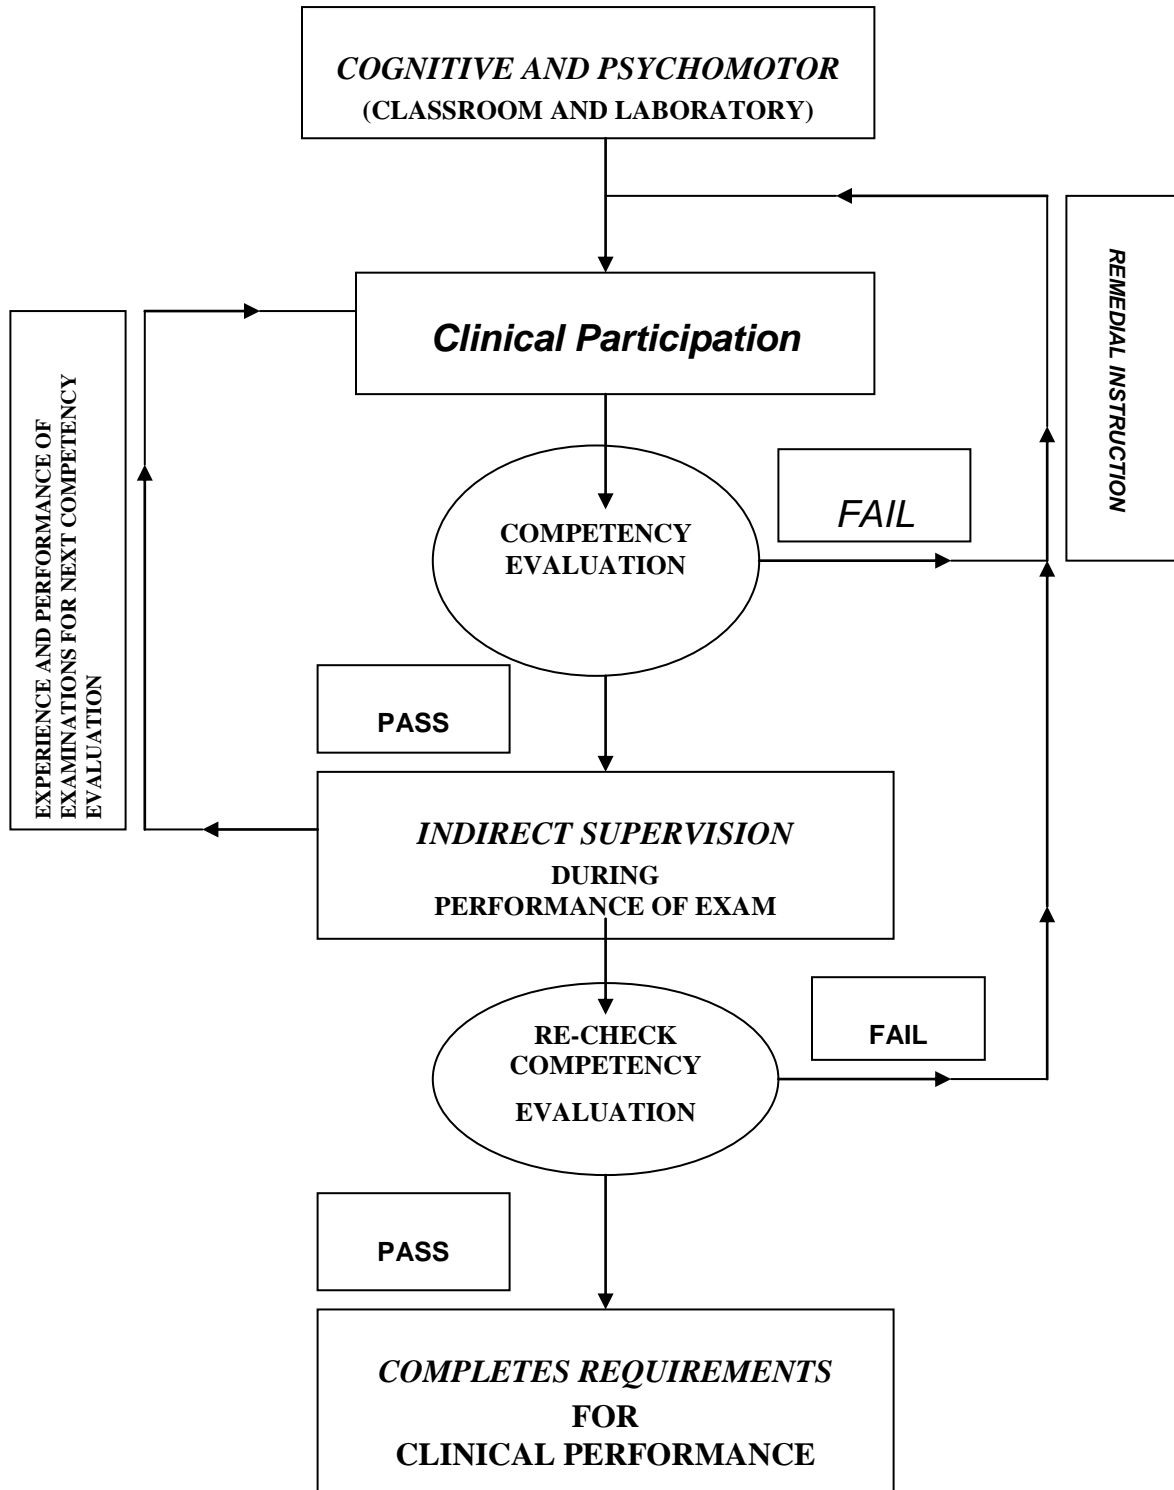 COGNITIVE AND PSYCHOMOTOR
(CLASSROOM AND LABORATORY)
REMEDIAL INSTRUCTION
Clinical Participation
EXPERIENCE AND PERFORMANCE OF
EXAMINATIONS FOR NEXT COMPETENCY
EVALUATION
COMPETENCY
EVALUATION
FAIL
PASS
INDIRECT SUPERVISION
DURING
PERFORMANCE OF EXAM
RE-CHECK
COMPETENCY
EVALUATION
FAIL
PASS
COMPLETES REQUIREMENTS
FOR
CLINICAL PERFORMANCE